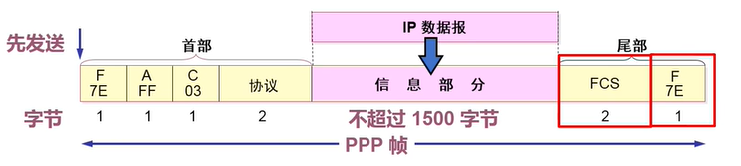 IP 数据报
先发送
首部
尾部
F
7E
A
FF
C
03
协议
信息部分
FCS
F
7E
字节
1
1
1
2
不超过 1500 字节
2
1
PPP 帧